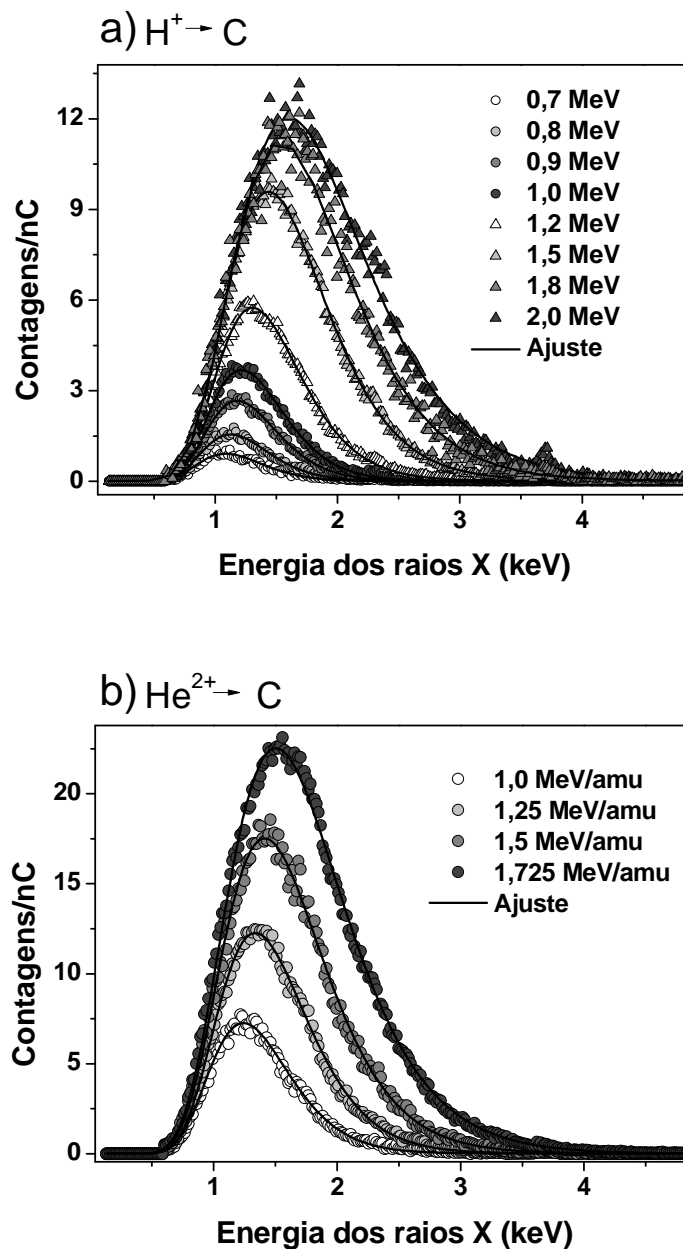 a) H⁺→ C
12
9
6
3
0
Contagens/nC
0,7 MeV
0,8 MeV
0,9 MeV
1,0 MeV
1,2 MeV
1,5 MeV
1,8 MeV
2,0 MeV
Ajuste
1 2 3 4
Energia dos raios X (keV)
b) He²⁺→ C
20
15
10
5
0
Contagens/nC
1,0 MeV/amu
1,25 MeV/amu
1,5 MeV/amu
1,725 MeV/amu
Ajuste
1 2 3 4
Energia dos raios X (keV)